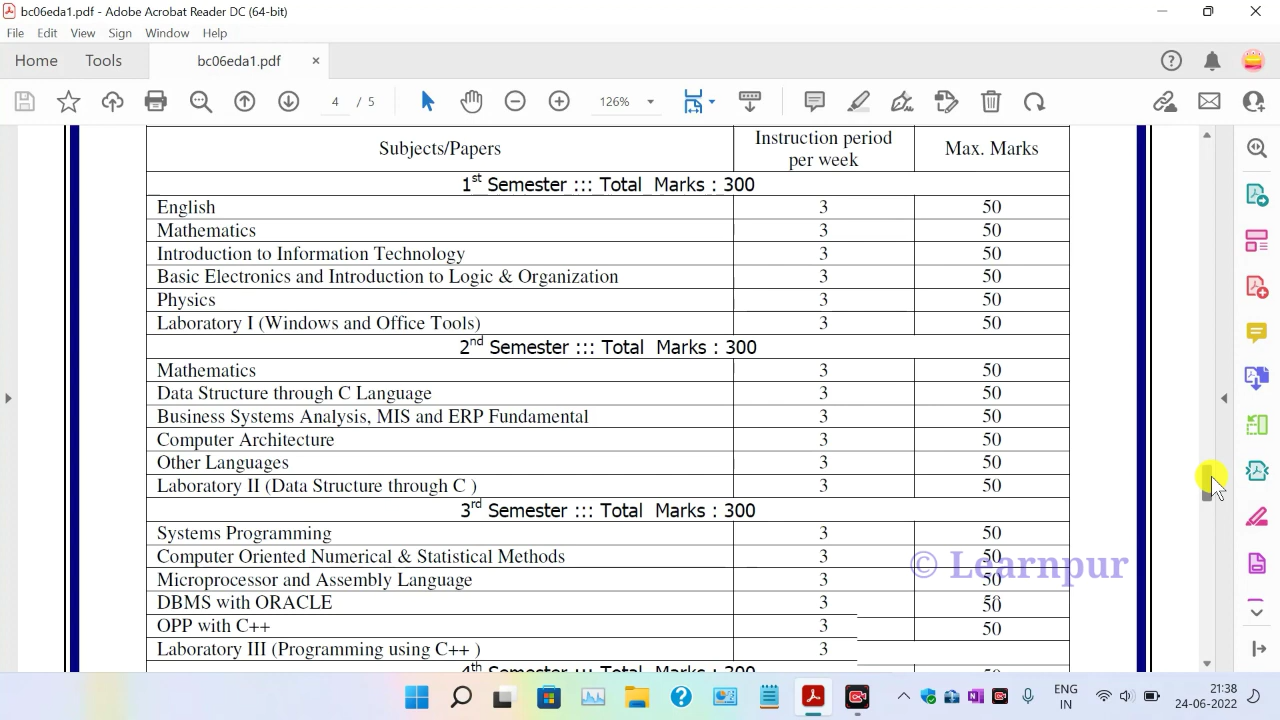 bc06eda1.pdf - Adobe Acrobat Reader DC (64-bit)
File Edit View Sign Window Help
Home Tools bc06eda1.pdf ×
4 / 5 126%
Subjects/Papers Instruction period per week Max. Marks
1st Semester ::: Total Marks : 300
English 3 50
Mathematics 3 50
Introduction to Information Technology 3 50
Basic Electronics and Introduction to Logic & Organization 3 50
Physics 3 50
Laboratory I (Windows and Office Tools) 3 50
2nd Semester ::: Total Marks : 300
Mathematics 3 50
Data Structure through C Language 3 50
Business Systems Analysis, MIS and ERP Fundamental 3 50
Computer Architecture 3 50
Other Languages 3 50
Laboratory II (Data Structure through C ) 3 50
3rd Semester ::: Total Marks : 300
Systems Programming 3 50
Computer Oriented Numerical & Statistical Methods 3 50
© Learnpur
Microprocessor and Assembly Language 3 50
DBMS with ORACLE 3 50
OPP with C++ 3 50
Laboratory III (Programming using C++ ) 3
4th Semester ::: Total Marks : 300
ENG 21:38
IN 24-06-2022